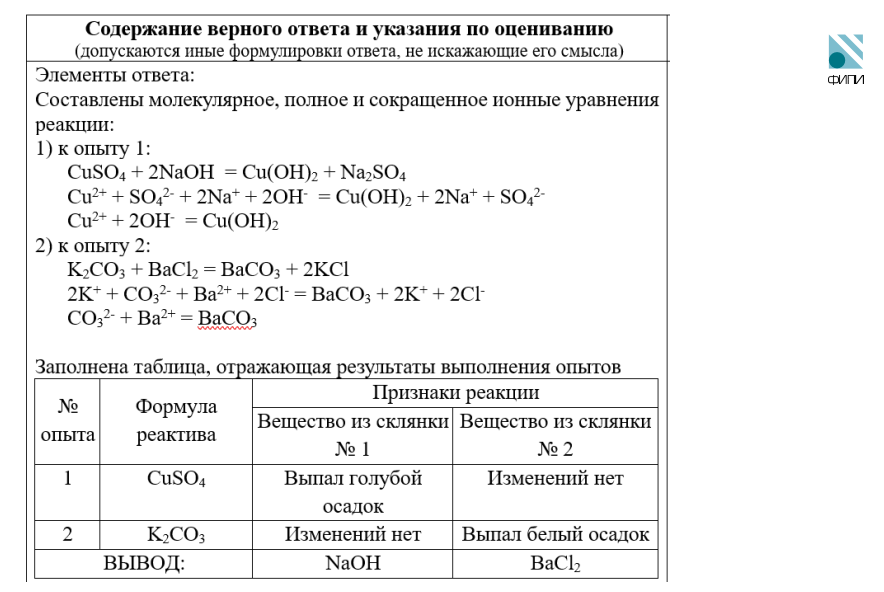 Содержание верного ответа и указания по оцениванию
(допускаются иные формулировки ответа, не искажающие его смысла)
ФИПИ
Элементы ответа:
Составлены молекулярное, полное и сокращенное ионные уравнения
реакции:
1) к опыту 1:
CuSO₄ + 2NaOH = Cu(OH)₂ + Na₂SO₄
Cu²⁺ + SO₄²⁻ + 2Na⁺ + 2OH⁻ = Cu(OH)₂ + 2Na⁺ + SO₄²⁻
Cu²⁺ + 2OH⁻ = Cu(OH)₂
2) к опыту 2:
K₂CO₃ + BaCl₂ = BaCO₃ + 2KCl
2K⁺ + CO₃²⁻ + Ba²⁺ + 2Cl⁻ = BaCO₃ + 2K⁺ + 2Cl⁻
CO₃²⁻ + Ba²⁺ = BaCO₃
Заполнена таблица, отражающая результаты выполнения опытов
№
опыта
Формула
реактива
Признаки реакции
Вещество из склянки
№ 1
Вещество из склянки
№ 2
1
CuSO₄
Выпал голубой
осадок
Изменений нет
2
K₂CO₃
Изменений нет
Выпал белый осадок
ВЫВОД:
NaOH
BaCl₂